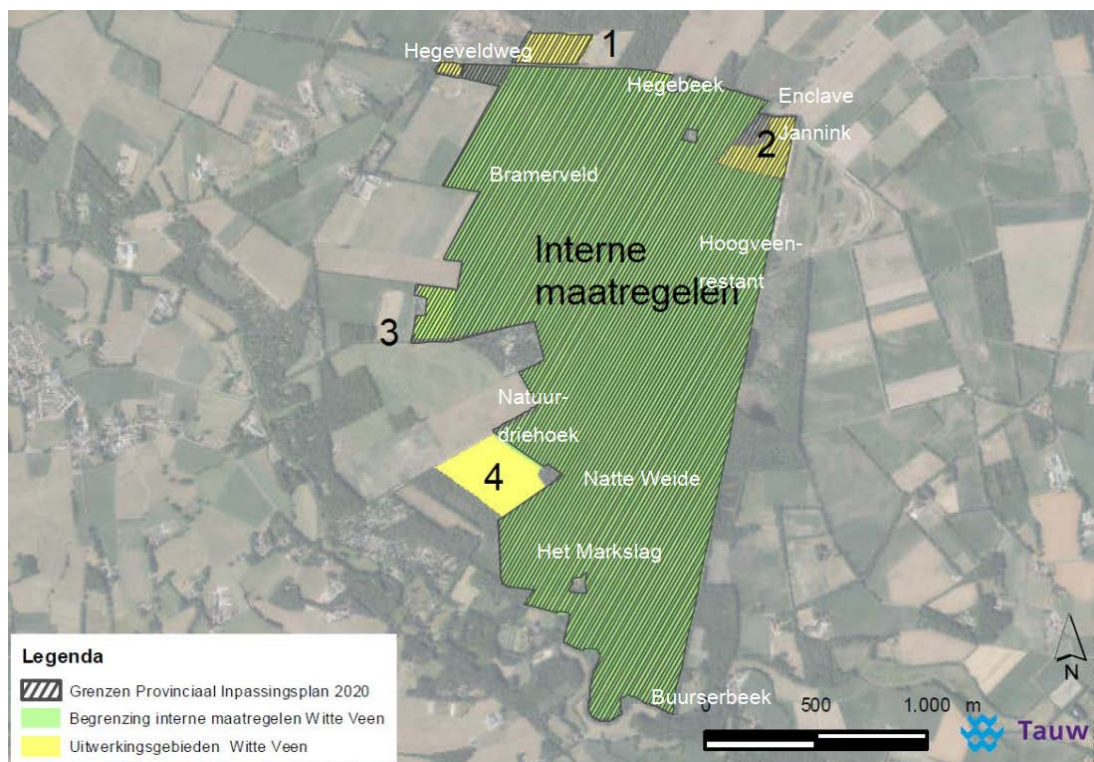 1
Hegeveldweg
Hegebeek
Enclave
Jannink
2
Bramerveld
Hoogveen-
restant
Interne
maatregelen
3
Natuur-
driehoek
4
Natte Weide
Het Markslag
Buurserbeek
N
0 500 1.000 m
Tauw
Legenda
Grenzen Provinciaal Inpassingsplan 2020
Begrenzing interne maatregelen Witte Veen
Uitwerkingsgebieden Witte Veen